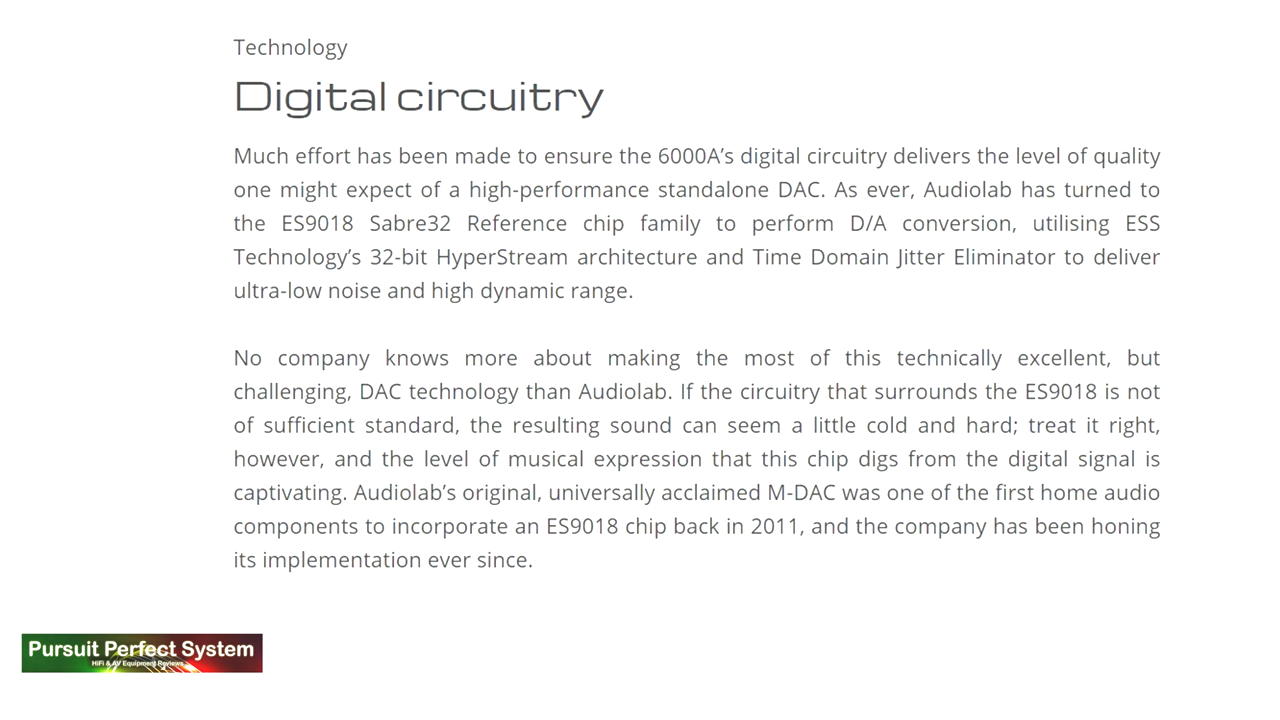 Technology
Digital circuitry
Much effort has been made to ensure the 6000A’s digital circuitry delivers the level of quality
one might expect of a high-performance standalone DAC. As ever, Audiolab has turned to
the ES9018 Sabre32 Reference chip family to perform D/A conversion, utilising ESS
Technology’s 32-bit HyperStream architecture and Time Domain Jitter Eliminator to deliver
ultra-low noise and high dynamic range.
No company knows more about making the most of this technically excellent, but
challenging, DAC technology than Audiolab. If the circuitry that surrounds the ES9018 is not
of sufficient standard, the resulting sound can seem a little cold and hard; treat it right,
however, and the level of musical expression that this chip digs from the digital signal is
captivating. Audiolab’s original, universally acclaimed M-DAC was one of the first home audio
components to incorporate an ES9018 chip back in 2011, and the company has been honing
its implementation ever since.
Pursuit Perfect System
HiFi & AV Equipment Reviews